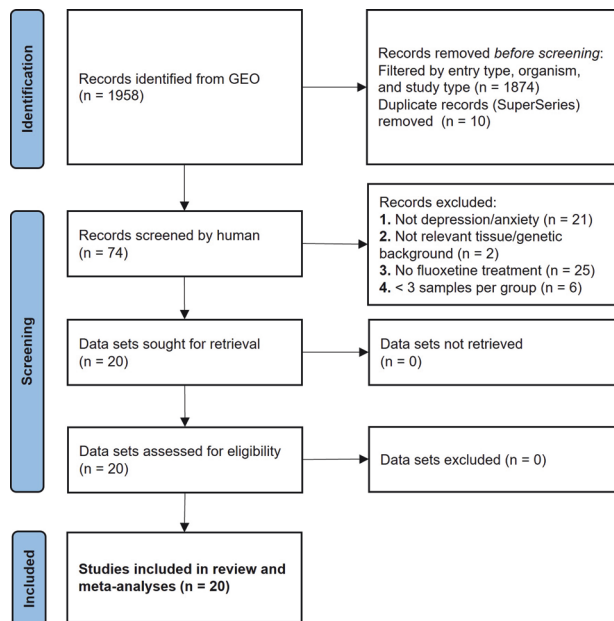 Identification
Records identified from GEO
(n = 1958)
Records removed before screening:
Filtered by entry type, organism,
and study type (n = 1874)
Duplicate records (SuperSeries)
removed (n = 10)
Screening
Records screened by human
(n = 74)
Records excluded:
1. Not depression/anxiety (n = 21)
2. Not relevant tissue/genetic
background (n = 2)
3. No fluoxetine treatment (n = 25)
4. < 3 samples per group (n = 6)
Data sets sought for retrieval
(n = 20)
Data sets not retrieved
(n = 0)
Data sets assessed for eligibility
(n = 20)
Data sets excluded (n = 0)
Included
Studies included in review and
meta-analyses (n = 20)